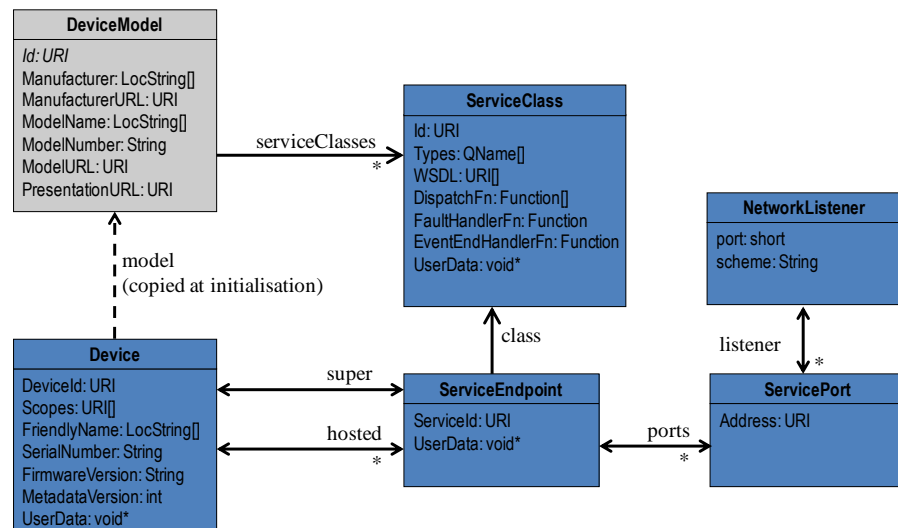 DeviceModel
Id: URI
Manufacturer: LocString[]
ManufacturerURL: URI
ModelName: LocString[]
ModelNumber: String
ModelURL: URI
PresentationURL: URI
serviceClasses
*
ServiceClass
Id: URI
Types: QName[]
WSDL: URI[]
DispatchFn: Function[]
FaultHandlerFn: Function
EventEndHandlerFn: Function
UserData: void*
NetworkListener
port: short
scheme: String
model
(copied at initialisation)
class
listener
*
Device
DeviceId: URI
Scopes: URI[]
FriendlyName: LocString[]
SerialNumber: String
FirmwareVersion: String
MetadataVersion: int
UserData: void*
super
hosted
*
ServiceEndpoint
ServiceId: URI
UserData: void*
ports
*
ServicePort
Address: URI